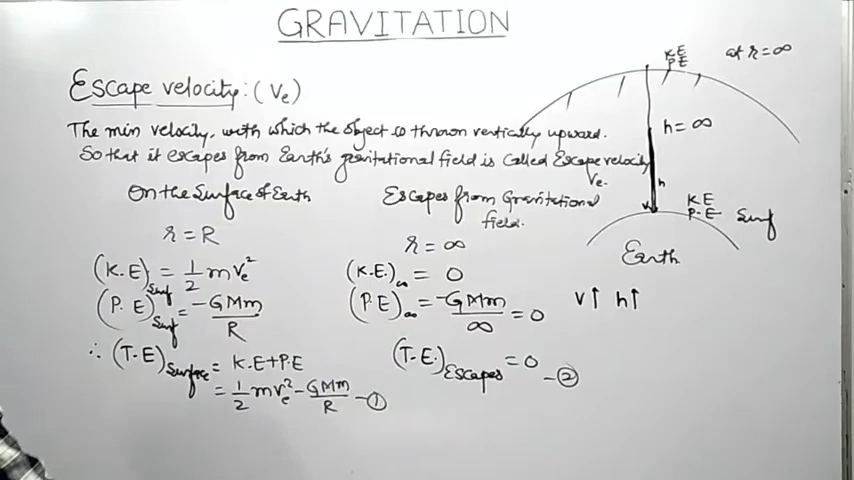 GRAVITATION
Escape velocity: (Ve)
The min velocity, with which the object is thrown vertically upward.
So that it escapes from Earth's gravitational field is called Escape velocity
Ve.
On the Surface of Earth
r = R
(K.E)Surf = 1/2 mVe²
(P.E)Surf = -GMm/R
∴ (T.E)Surface = K.E+P.E
= 1/2 mVe² - GMm/R -①
Escapes from Gravitational
field.
r = ∞
(K.E.)∞ = 0
(P.E)∞ = -GMm/∞ = 0
(T.E.)Escapes = 0 -②
K E
P E
at r = ∞
h = ∞
h
K E
P.E
Surf
Earth
V↑ h↑